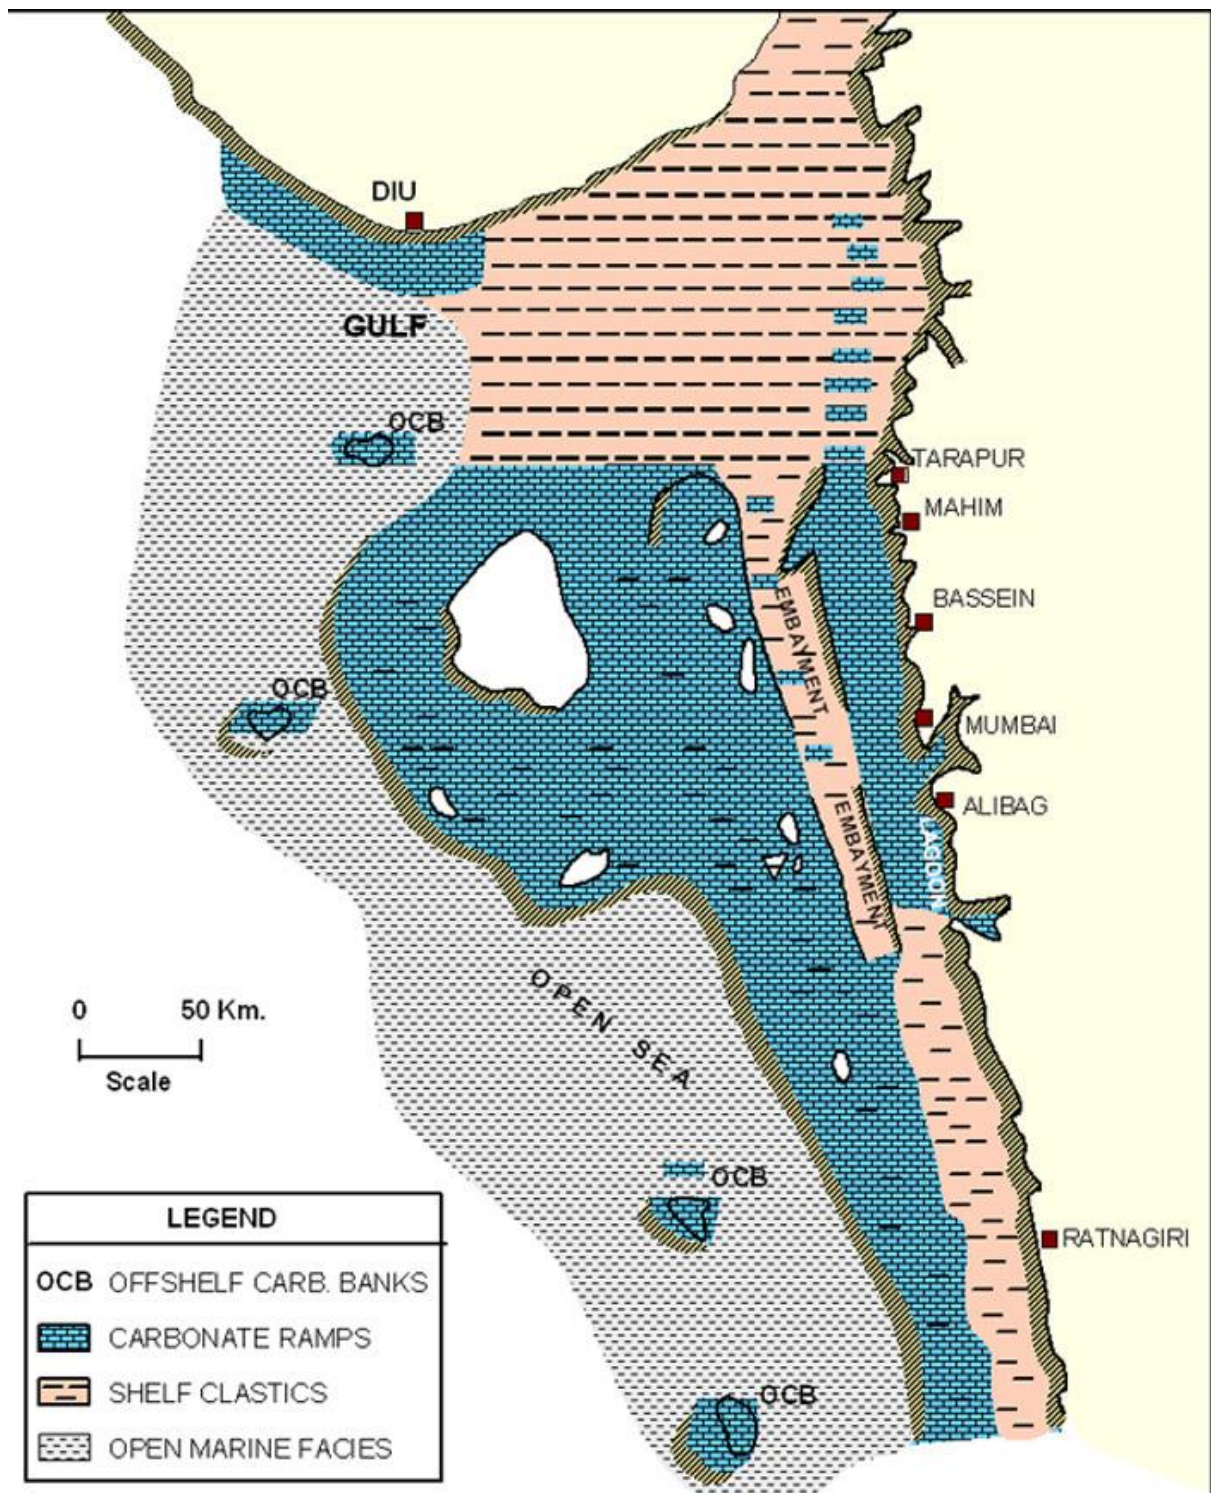 DIU
GULF
OCB
TARAPUR
MAHIM
BASSEIN
EMBAYMENT
OCB
MUMBAI
ALIBAG
EMBAYMENT
LAGOON
OPEN SEA
0 50 Km.
Scale
OCB
RATNAGIRI
OCB
LEGEND
OCB OFFSHELF CARB. BANKS
CARBONATE RAMPS
SHELF CLASTICS
OPEN MARINE FACIES